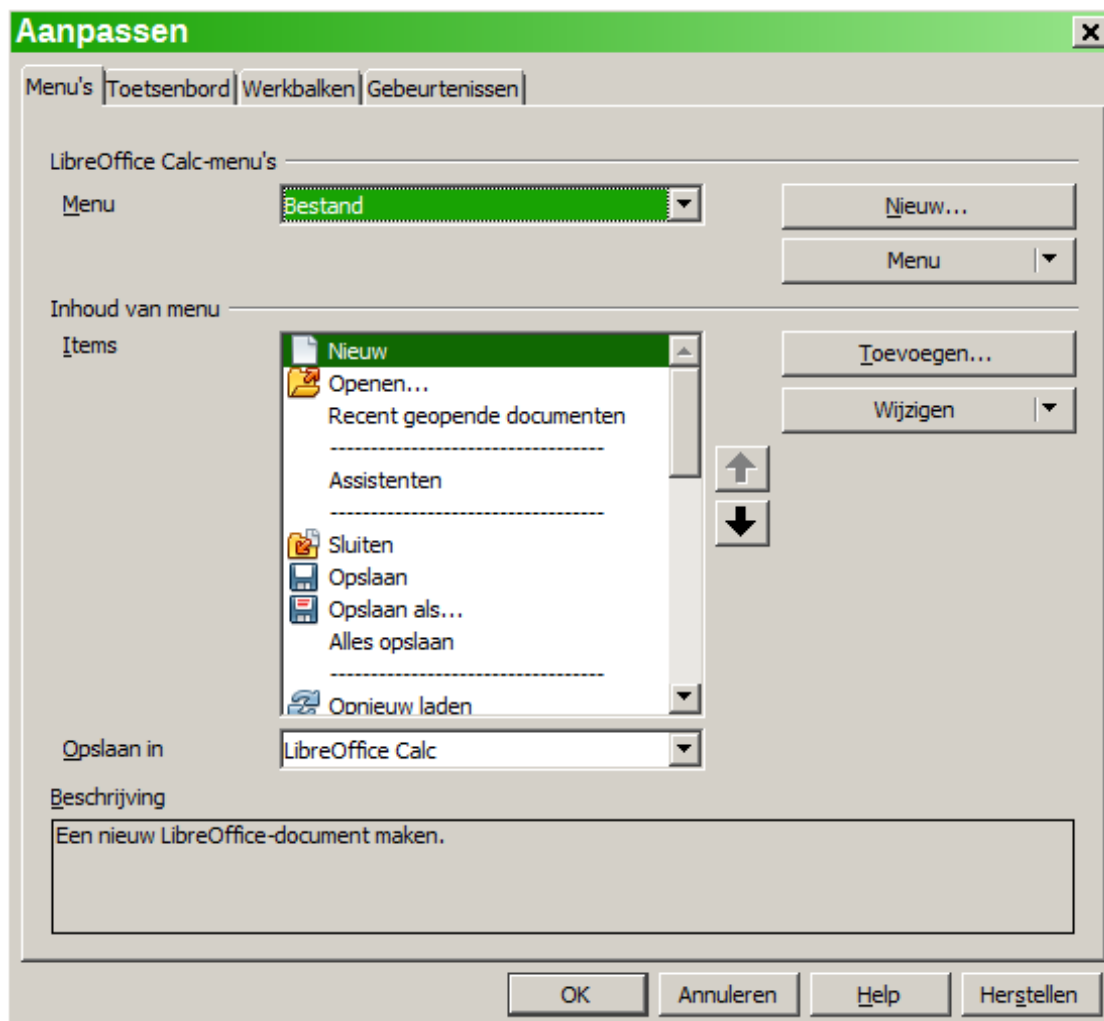 Aanpassen
Menu's Toetsenbord Werkbalken Gebeurtenissen
LibreOffice Calc-menu's
Menu Bestand Nieuw...
Menu
Inhoud van menu
Items Nieuw Toevoegen...
Openen...
Recent geopende documenten Wijzigen
----------------------------------
Assistenten
----------------------------------
Sluiten
Opslaan
Opslaan als...
Alles opslaan
----------------------------------
Opnieuw laden
Opslaan in LibreOffice Calc
Beschrijving
Een nieuw LibreOffice-document maken.
OK Annuleren Help Herstellen